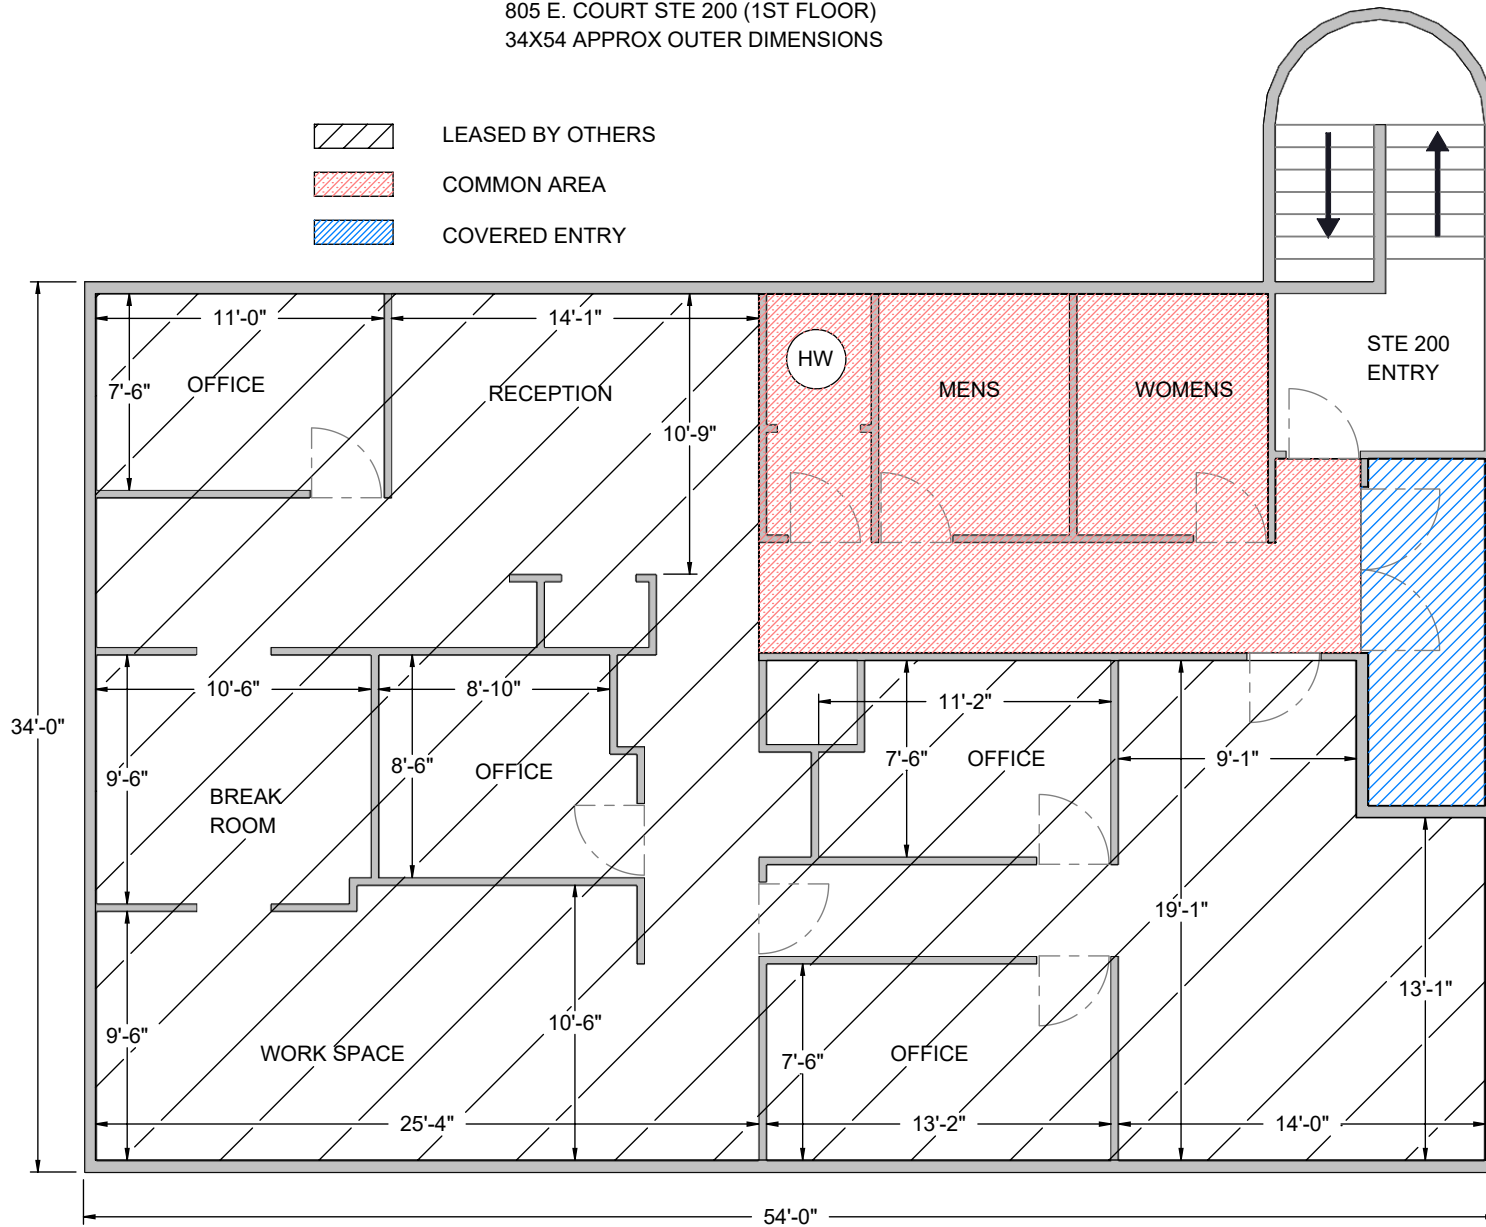 805 E. COURT STE 200 (1ST FLOOR)
34X54 APPROX OUTER DIMENSIONS
LEASED BY OTHERS
COMMON AREA
COVERED ENTRY
11'-0"
14'-1"
7'-6"
OFFICE
RECEPTION
10'-9"
HW
MENS
WOMENS
STE 200
ENTRY
10'-6"
8'-10"
11'-2"
34'-0"
9'-6"
8'-6"
OFFICE
7'-6"
OFFICE
9'-1"
BREAK
ROOM
19'-1"
13'-1"
9'-6"
WORK SPACE
10'-6"
7'-6"
OFFICE
25'-4"
13'-2"
14'-0"
54'-0"